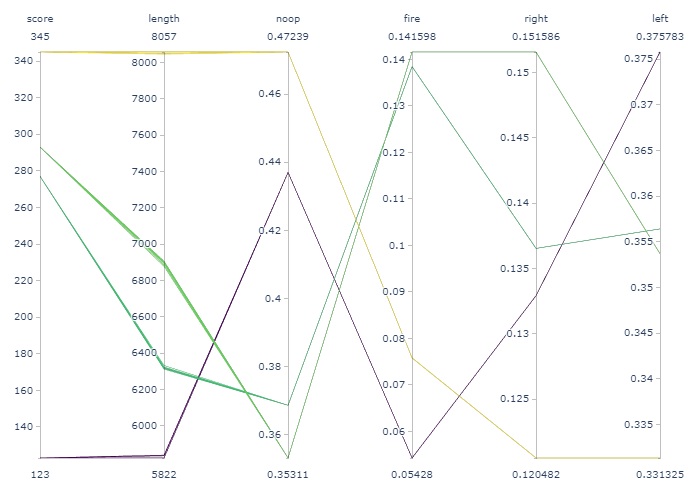 score length noop fire right left
345 8057 0.47239 0.141598 0.151586 0.375783
340 8000 0.46 0.14 0.15 0.375
320 7800 0.44 0.13 0.145 0.37
300 7600 0.42 0.12 0.14 0.365
280 7400 0.4 0.11 0.135 0.36
260 7200 0.38 0.1 0.13 0.355
240 7000 0.36 0.09 0.125 0.35
220 6800 0.08 0.345
200 6600 0.07 0.34
180 6400 0.06 0.335
160 6200
140 6000
123 5822 0.35311 0.05428 0.120482 0.331325